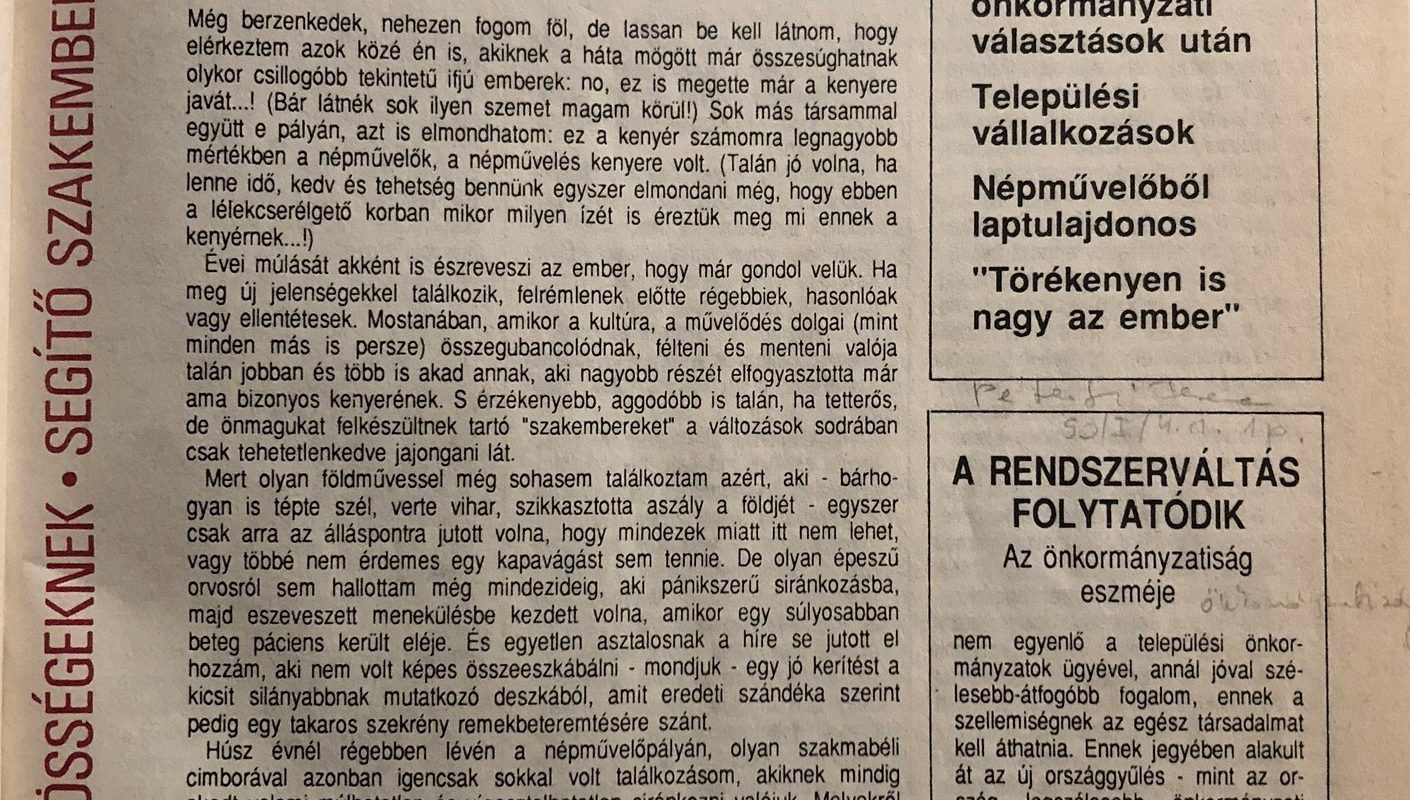 ÖSSÉGEKNEK • SEGÍTŐ SZAKEMBE
Még berzenkedek, nehezen fogom föl, de lassan be kell látnom, hogy
elérkeztem azok közé én is, akiknek a háta mögött már összesúghatnak
olykor csillogóbb tekintetű ifjú emberek: no, ez is megette már a kenyere
javát...! (Bár látnék sok ilyen szemet magam körül!) Sok más társammal
együtt e pályán, azt is elmondhatom: ez a kenyér számomra legnagyobb
mértékben a népművelők, a népművelés kenyere volt. (Talán jó volna, ha
lenne idő, kedv és tehetség bennünk egyszer elmondani még, hogy ebben
a lélekcserélgető korban mikor milyen ízét is éreztük meg mi ennek a
kenyérnek...!)
Évei múlását akként is észreveszi az ember, hogy már gondol velük. Ha
meg új jelenségekkel találkozik, felrémlenek előtte régebbiek, hasonlóak
vagy ellentétesek. Mostanában, amikor a kultúra, a művelődés dolgai (mint
minden más is persze) összegubancolódnak, félteni és menteni valója
talán jobban és több is akad annak, aki nagyobb részét elfogyasztotta már
ama bizonyos kenyerének. S érzékenyebb, aggodóbb is talán, ha tetterős,
de önmagukat felkészültnek tartó "szakembereket" a változások sodrában
csak tehetetlenkedve jajongani lát.
Mert olyan földművessel még sohasem találkoztam azért, aki - bárho-
gyan is tépte szél, verte vihar, szikkasztotta aszály a földjét - egyszer
csak arra az álláspontra jutott volna, hogy mindezek miatt itt nem lehet,
vagy többé nem érdemes egy kapavágást sem tennie. De olyan épeszű
orvosról sem hallottam még mindezideig, aki pánikszerű siránkozásba,
majd eszeveszett menekülésbe kezdett volna, amikor egy súlyosabban
beteg páciens került eléje. És egyetlen asztalosnak a híre se jutott el
hozzám, aki nem volt képes összeeszkábálni - mondjuk - egy jó kerítést a
kicsit silányabbnak mutatkozó deszkából, amit eredeti szándéka szerint
pedig egy takaros szekrény remekbeteremtésére szánt.
Húsz évnél régebben lévén a népművelőpályán, olyan szakmabéli
cimborával azonban igencsak sokkal volt találkozásom, akiknek mindig
önkormányzati
választások után
Települési
vállalkozások
Népművelőből
laptulajdonos
"Törékenyen is
nagy az ember"
90/I/4.n. 1p.
A RENDSZERVÁLTÁS
FOLYTATÓDIK
Az önkormányzatiság
eszméje
nem egyenlő a települési önkor-
mányzatok ügyével, annál jóval szé-
lesebb-átfogóbb fogalom, ennek a
szellemiségnek az egész társadalmat
kell áthatnia. Ennek jegyében alakult
át az új országgyűlés - mint az or-